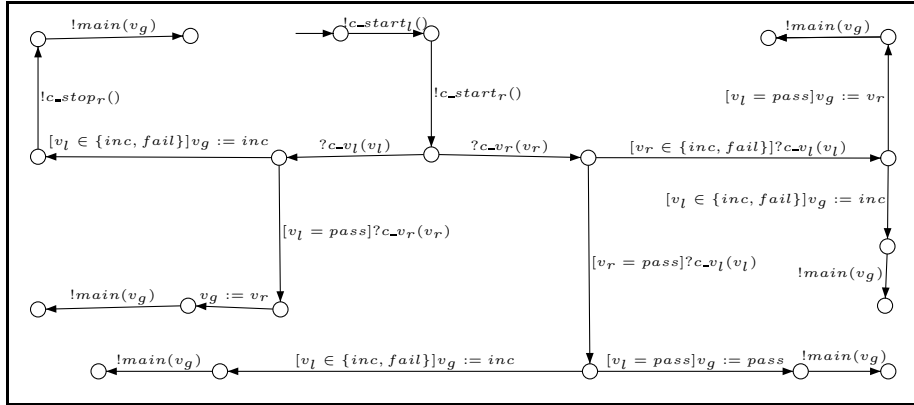 !main(v_g)
!c_start_l()
!main(v_g)
!c_stop_r()
!c_start_r()
[v_l = pass]v_g := v_r
[v_l ∈ {inc, fail}]v_g := inc
?c_v_l(v_l)
?c_v_r(v_r)
[v_r ∈ {inc, fail}]?c_v_l(v_l)
[v_l ∈ {inc, fail}]v_g := inc
[v_l = pass]?c_v_r(v_r)
[v_r = pass]?c_v_l(v_l)
!main(v_g)
!main(v_g)
v_g := v_r
!main(v_g)
[v_l ∈ {inc, fail}]v_g := inc
[v_l = pass]v_g := pass
!main(v_g)